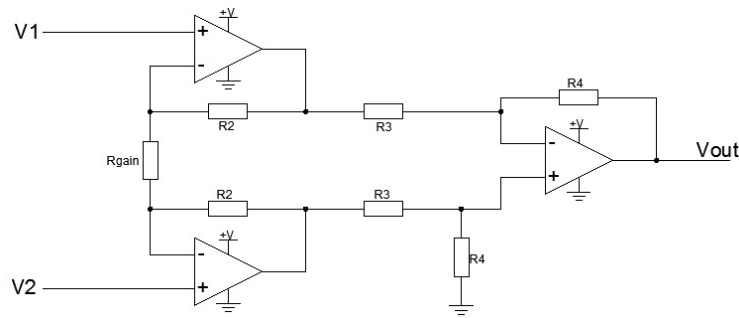 +V
V1
+
-
R2
R3
R4
+V
-
+
Vout
Rgain
R2
R3
+V
-
R4
V2
+